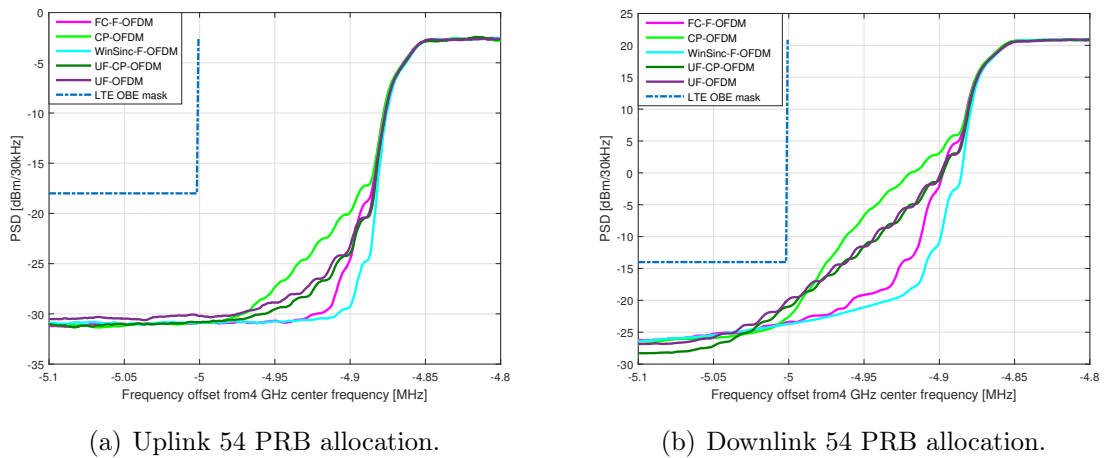 FC-F-OFDM
CP-OFDM
WinSinc-F-OFDM
UF-CP-OFDM
UF-OFDM
LTE OBE mask
PSD [dBm/30kHz]
0
-5
-10
-15
-20
-25
-30
-35
-5.1
-5.05
-5
-4.95
-4.9
-4.85
-4.8
Frequency offset from4 GHz center frequency [MHz]
(a) Uplink 54 PRB allocation.
FC-F-OFDM
CP-OFDM
WinSinc-F-OFDM
UF-CP-OFDM
UF-OFDM
LTE OBE mask
PSD [dBm/30kHz]
25
20
15
10
5
0
-5
-10
-15
-20
-25
-30
-5.1
-5.05
-5
-4.95
-4.9
-4.85
-4.8
Frequency offset from4 GHz center frequency [MHz]
(b) Downlink 54 PRB allocation.